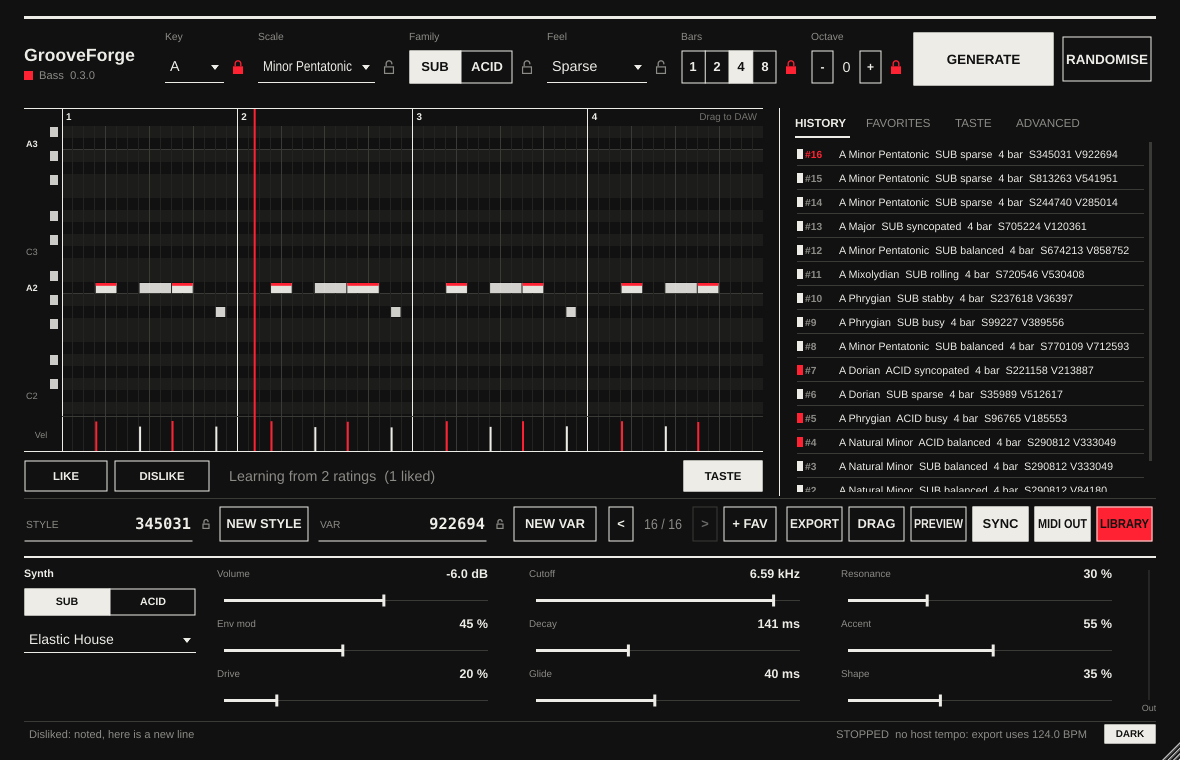 GrooveForge
Bass 0.3.0
Key
A
Scale
Minor Pentatonic
Family
SUB ACID
Feel
Sparse
Bars
1 2 4 8
Octave
- 0 +
GENERATE
RANDOMISE
1 2 3 4 Drag to DAW
A3
C3
A2
C2
Vel
HISTORY FAVORITES TASTE ADVANCED
#16 A Minor Pentatonic SUB sparse 4 bar S345031 V922694
#15 A Minor Pentatonic SUB sparse 4 bar S813263 V541951
#14 A Minor Pentatonic SUB sparse 4 bar S244740 V285014
#13 A Major SUB syncopated 4 bar S705224 V120361
#12 A Minor Pentatonic SUB balanced 4 bar S674213 V858752
#11 A Mixolydian SUB rolling 4 bar S720546 V530408
#10 A Phrygian SUB stabby 4 bar S237618 V36397
#9 A Phrygian SUB busy 4 bar S99227 V389556
#8 A Minor Pentatonic SUB balanced 4 bar S770109 V712593
#7 A Dorian ACID syncopated 4 bar S221158 V213887
#6 A Dorian SUB sparse 4 bar S35989 V512617
#5 A Phrygian ACID busy 4 bar S96765 V185553
#4 A Natural Minor ACID balanced 4 bar S290812 V333049
#3 A Natural Minor SUB balanced 4 bar S290812 V333049
#2 A Natural Minor SUB balanced 4 bar S290812 V84180
LIKE DISLIKE Learning from 2 ratings (1 liked) TASTE
STYLE 345031 NEW STYLE VAR 922694 NEW VAR < 16 / 16 > + FAV EXPORT DRAG PREVIEW SYNC MIDI OUT LIBRARY
Synth
SUB ACID
Elastic House
Volume -6.0 dB
Cutoff 6.59 kHz
Resonance 30 %
Env mod 45 %
Decay 141 ms
Accent 55 %
Drive 20 %
Glide 40 ms
Shape 35 %
Out
Disliked: noted, here is a new line
STOPPED no host tempo: export uses 124.0 BPM
DARK